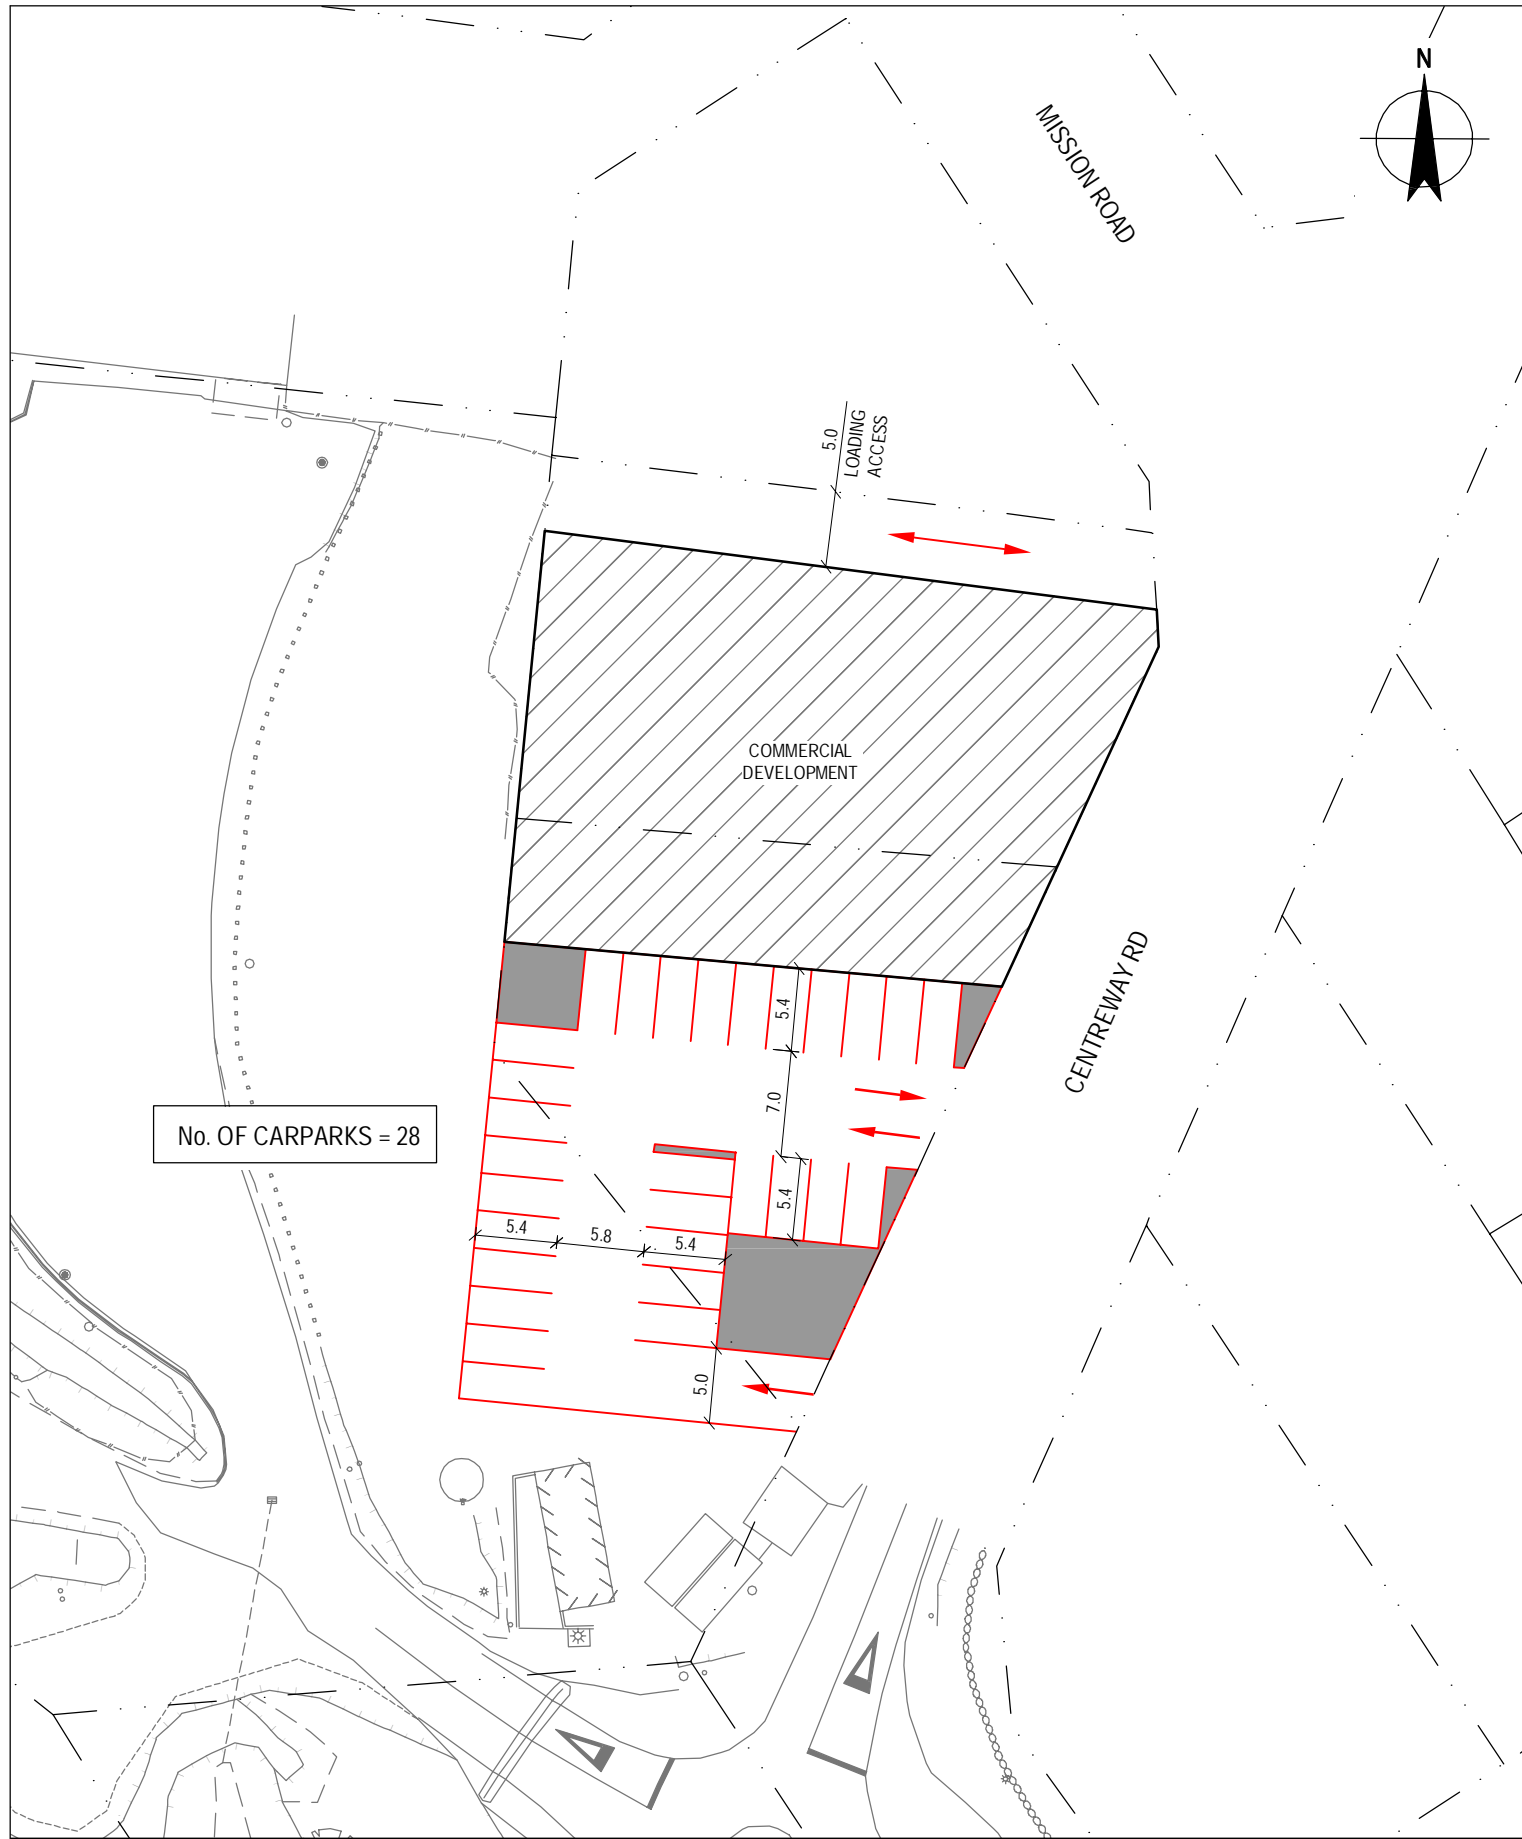 N
MISSION ROAD
5.0
LOADING
ACCESS
COMMERCIAL
DEVELOPMENT
CENTREWAY RD
5.4
7.0
No. OF CARPARKS = 28
5.4
5.4
5.8
5.4
5.0